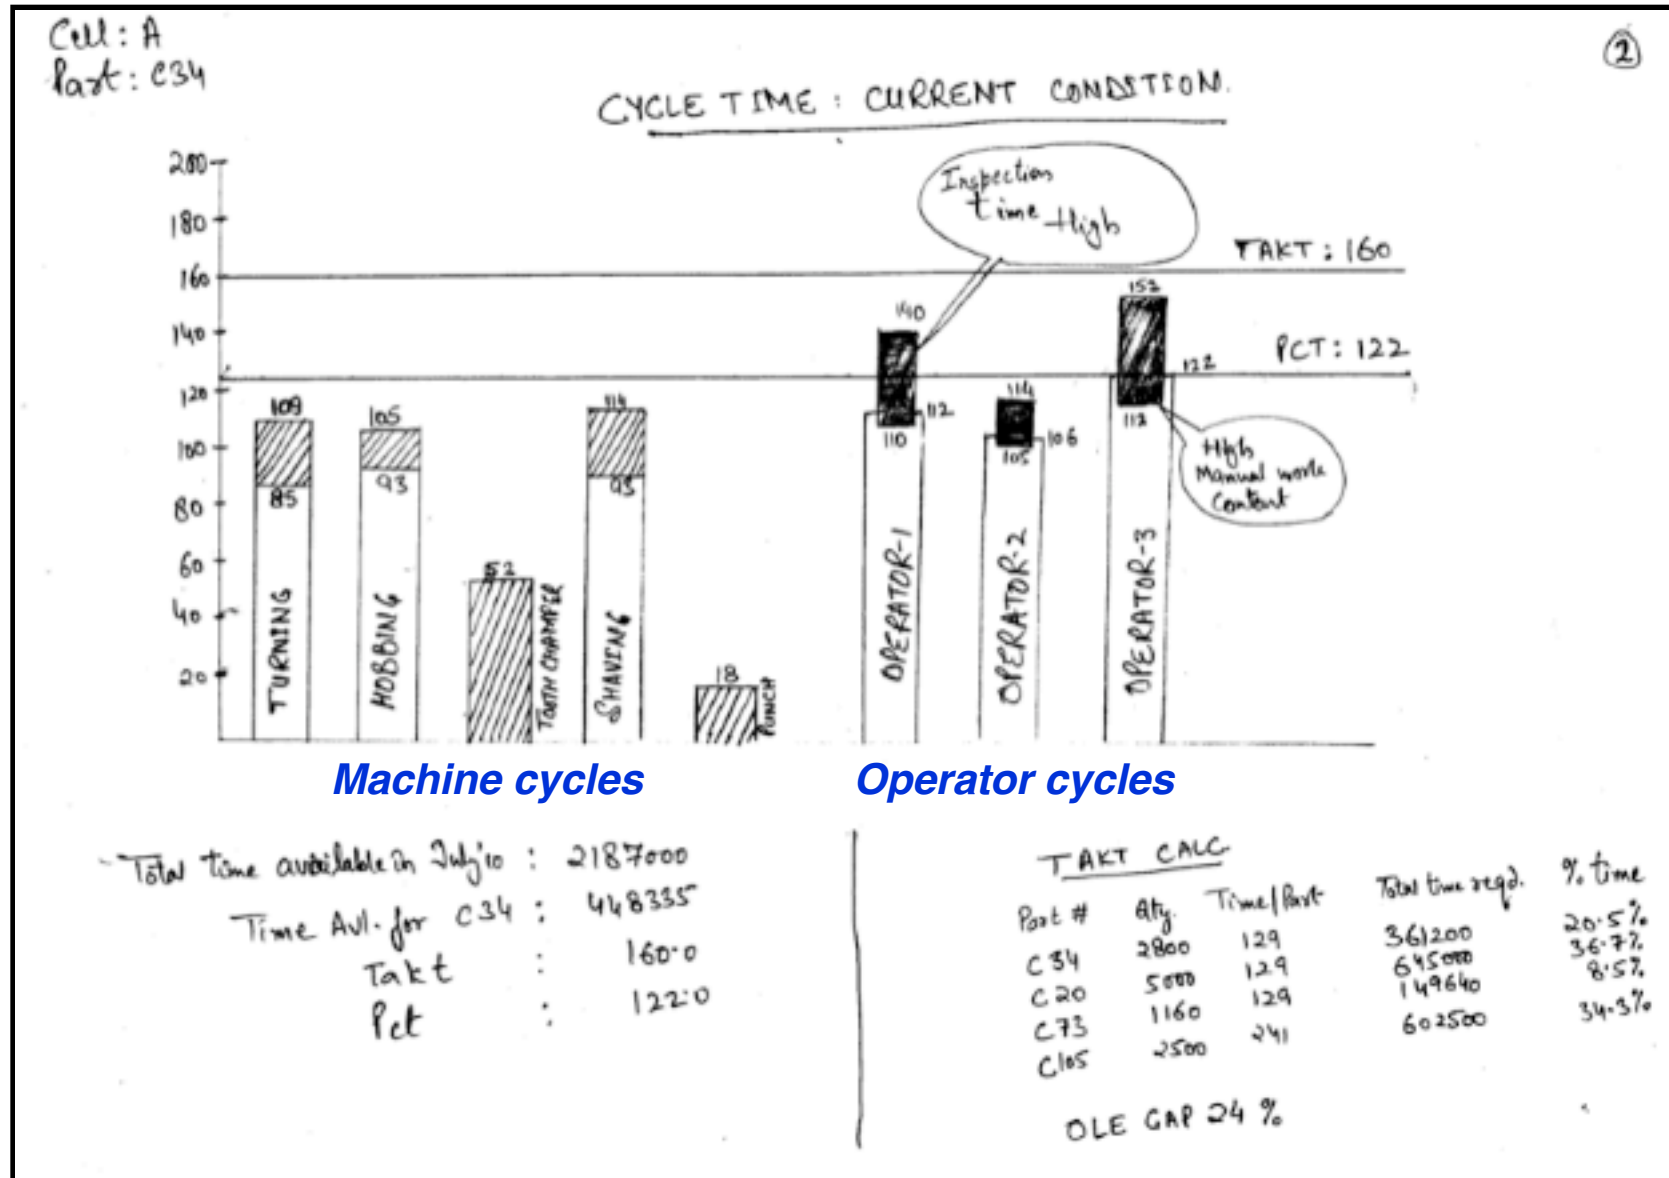 Cell : A
Part : C34
2
CYCLE TIME : CURRENT CONDITION.
200
180
160
140
120
100
80
60
40
20
Inspection
time High
TAKT : 160
PCT : 122
109
85
TURNING
105
93
HOBBING
52
TOOTH CHAMFER
114
93
SHAVING
18
PUNCH
140
112
110
OPERATOR-1
114
106
105
OPERATOR-2
152
122
112
OPERATOR-3
High
Manual work
Content
Machine cycles
Operator cycles
Total time available in July'10 : 2187000
Time Avl. for C34 : 448335
Takt : 160.0
Pct : 122.0
TAKT CALC
Part # Qty. Time/Part Total time reqd. % time
C34 2800 129 361200 20.5%
C20 5000 129 645000 36.7%
C73 1160 129 149640 8.5%
C105 2500 241 602500 34.3%
OLE GAP 24 %